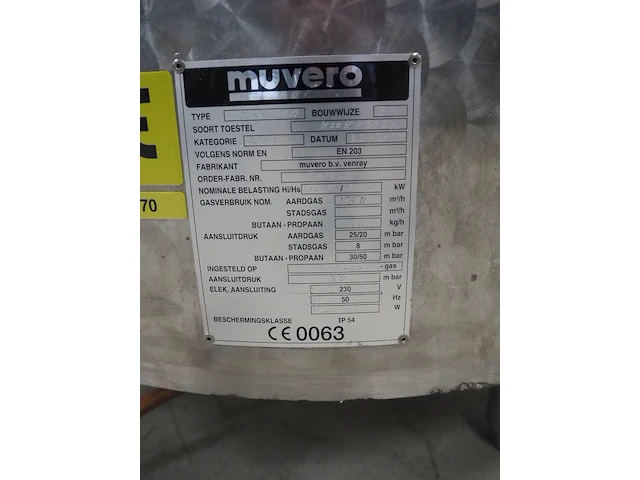 muvero
TYPE BOUWWIJZE
SOORT TOESTEL
KATEGORIE DATUM
VOLGENS NORM EN EN 203
FABRIKANT muvero b.v. venray
ORDER-FABR. NR.
NOMINALE BELASTING Hi/Hs / kW
GASVERBRUIK NOM. AARDGAS m³/h
STADSGAS m³/h
BUTAAN - PROPAAN kg/h
AANSLUITDRUK AARDGAS 25/20 m bar
STADSGAS 8 m bar
BUTAAN - PROPAAN 30/50 m bar
INGESTELD OP - gas
AANSLUITDRUK m bar
ELEK. AANSLUITING 230 V
50 Hz
W
BESCHERMINGSKLASSE IP 54
CE 0063
70